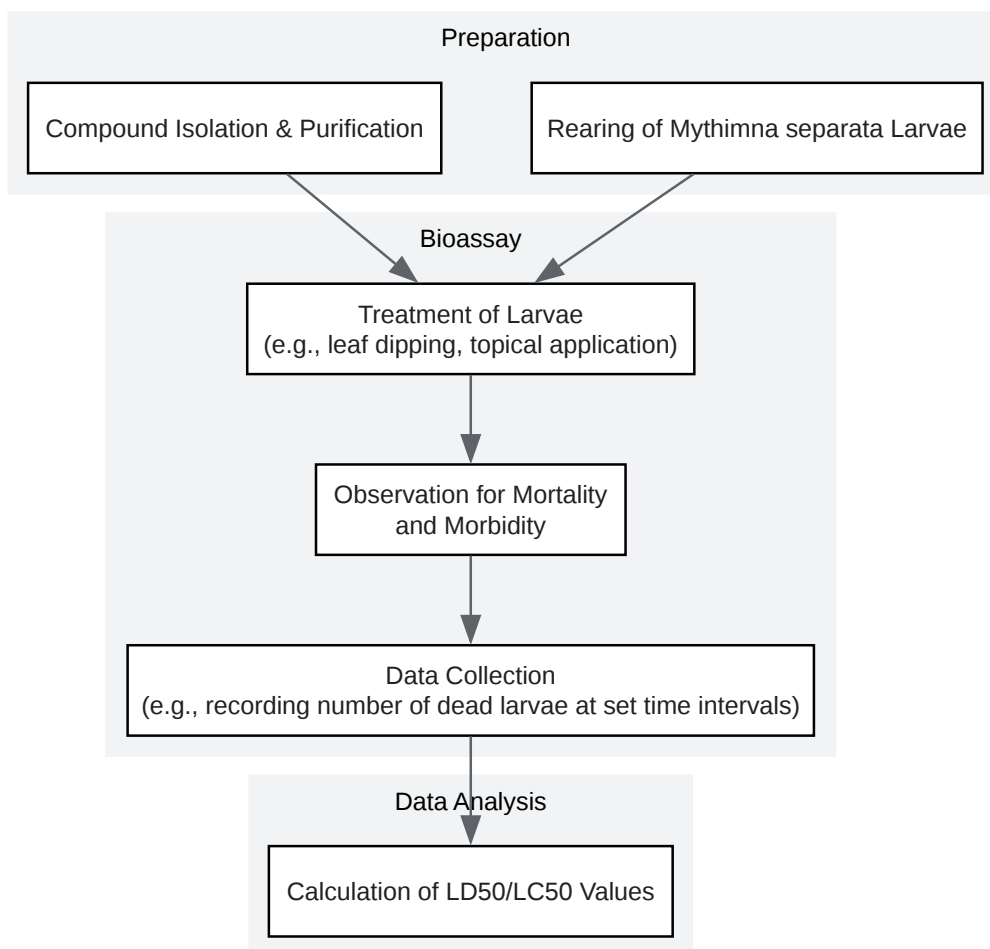 Preparation
Compound Isolation & Purification
Rearing of Mythimna separata Larvae
Bioassay
Treatment of Larvae
(e.g., leaf dipping, topical application)
Observation for Mortality
and Morbidity
Data Collection
(e.g., recording number of dead larvae at set time intervals)
Data Analysis
Calculation of LD50/LC50 Values